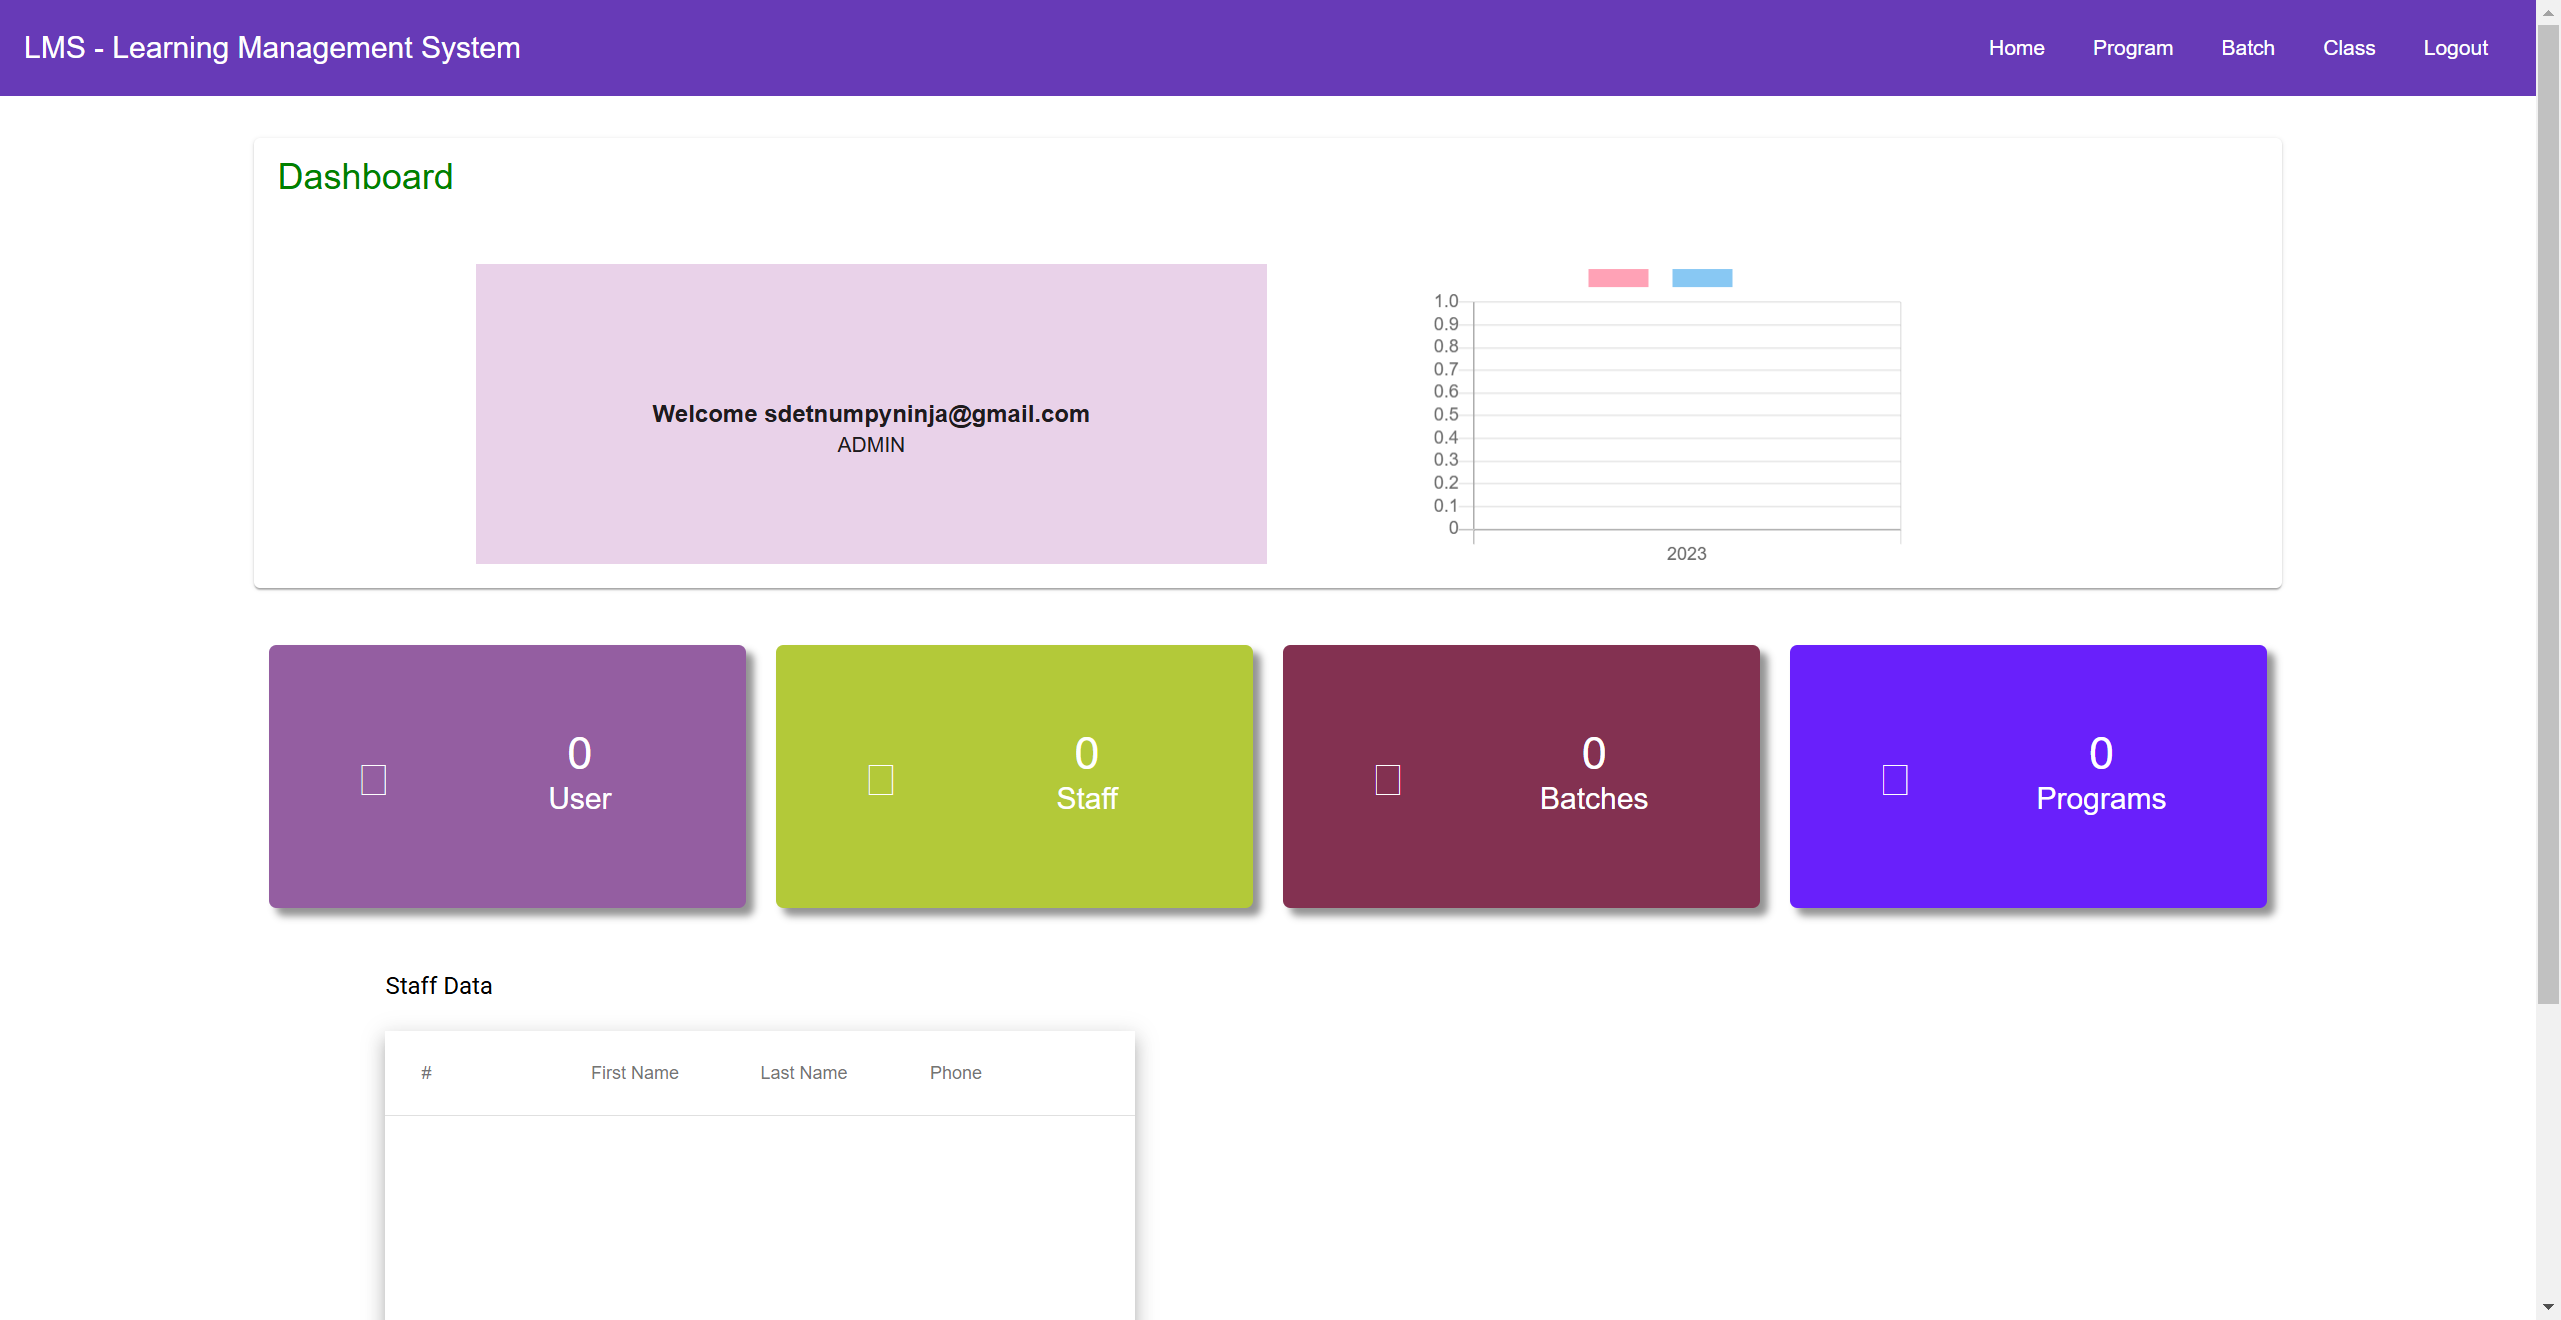 LMS - Learning Management System
Home Program Batch Class Logout
Dashboard
Welcome sdetnumpyninja@gmail.com
ADMIN
1.0
0.9
0.8
0.7
0.6
0.5
0.4
0.3
0.2
0.1
0
2023
0
User
0
Staff
0
Batches
0
Programs
Staff Data
# First Name Last Name Phone